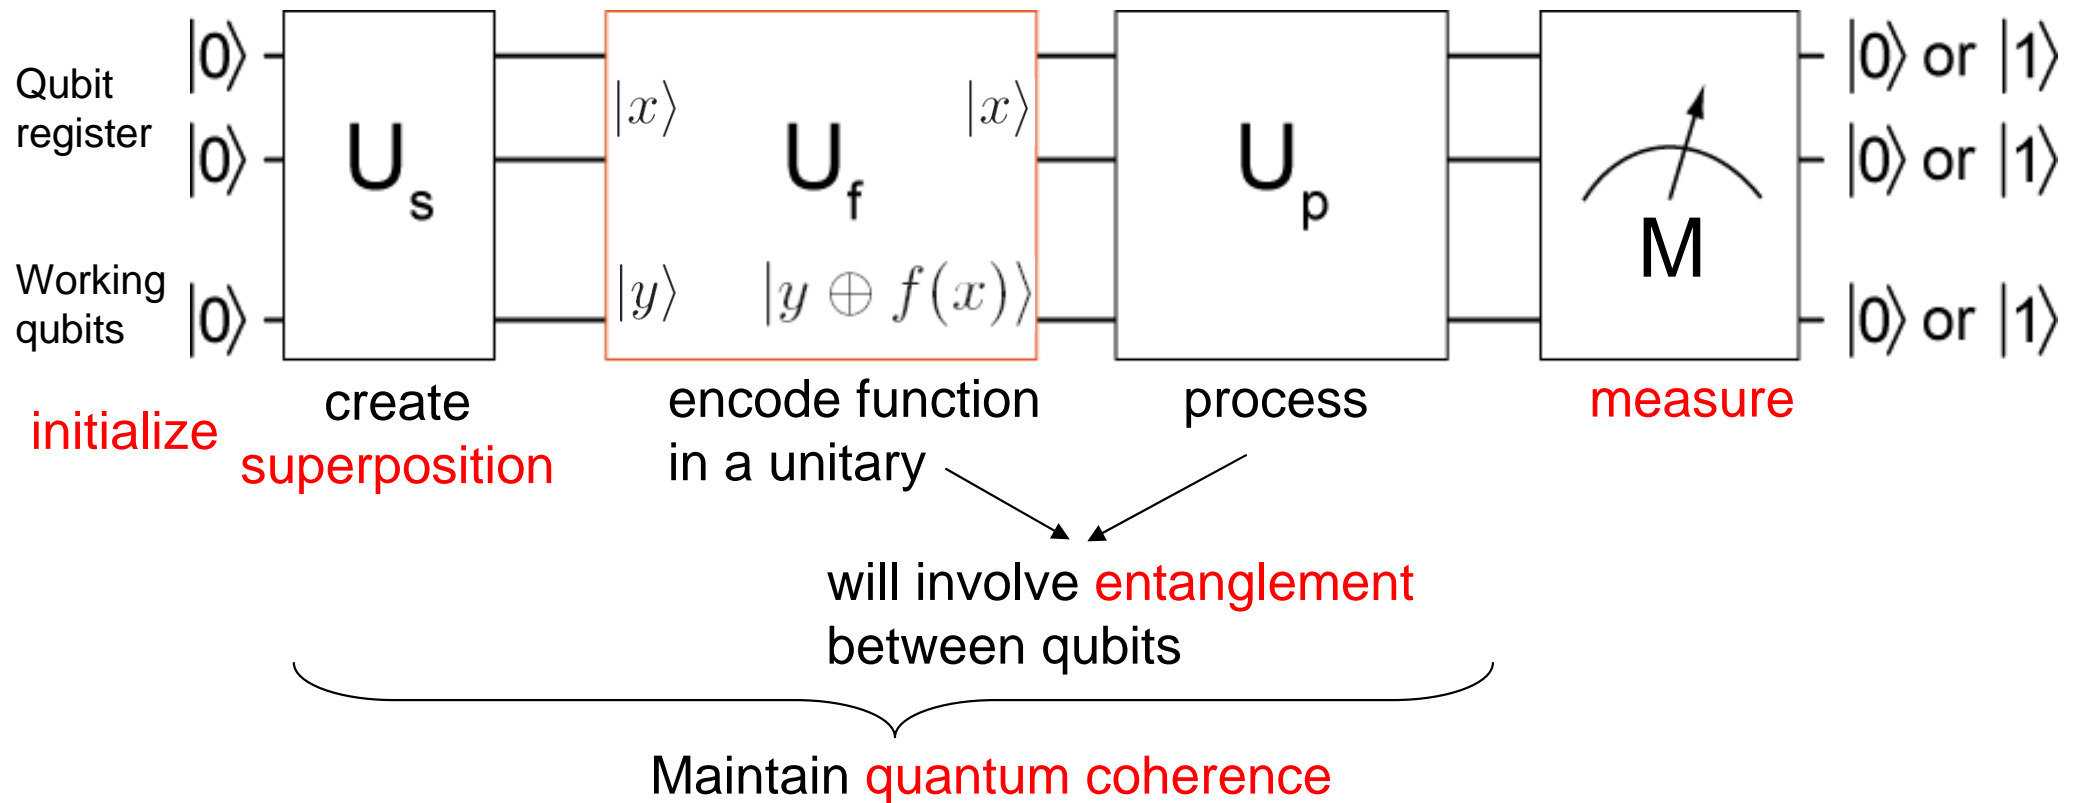 Qubit
register
|0⟩
|0⟩
Working
qubits
|0⟩
initialize
U_s
create
superposition
|x⟩ |x⟩
U_f
|y⟩ |y ⊕ f(x)⟩
encode function
in a unitary
U_p
process
M
measure
|0⟩ or |1⟩
|0⟩ or |1⟩
|0⟩ or |1⟩
will involve entanglement
between qubits
Maintain quantum coherence